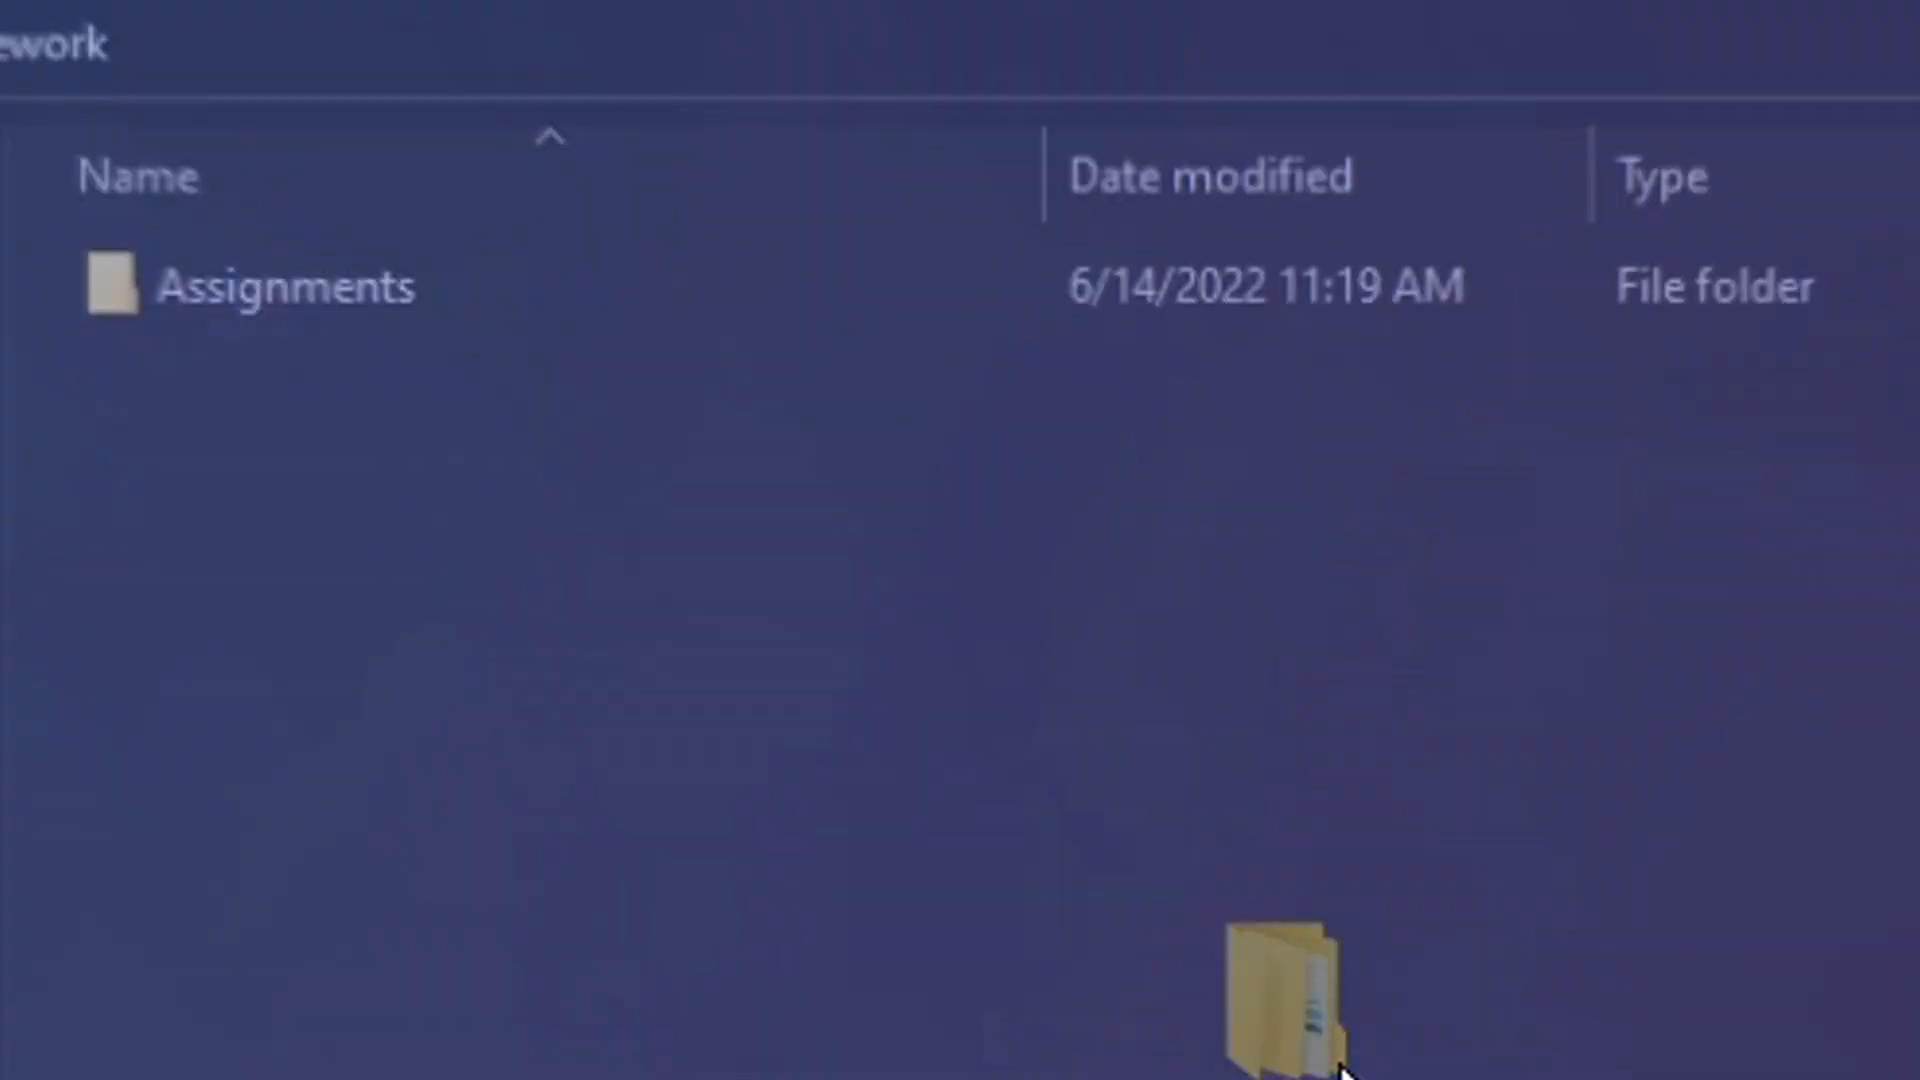 ework
Name Date modified Type
Assignments 6/14/2022 11:19 AM File folder